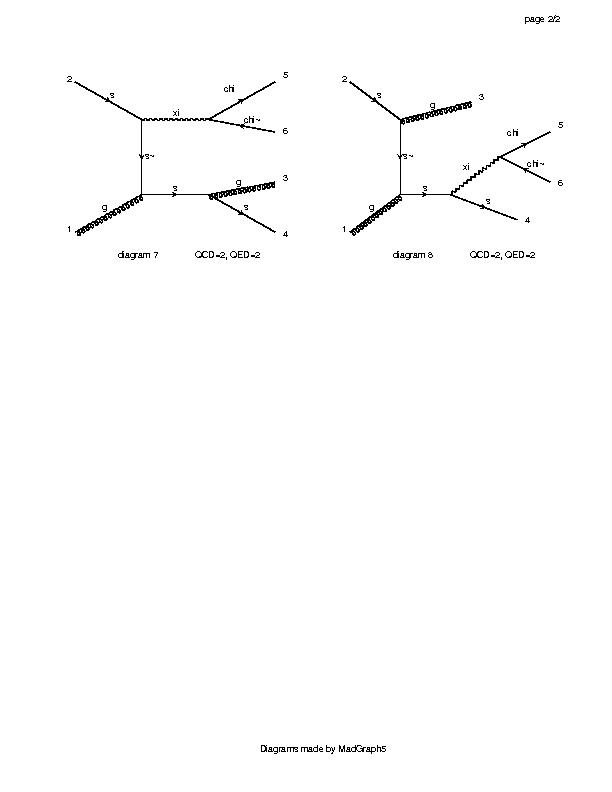 page 2/2
2 s xi chi 5
chi~ 6
s~
g s g 3
s
1 4
diagram 7 QCD=2, QED=2
2 s g 3
chi 5
s~ xi chi~
6
g s s
1 4
diagram 8 QCD=2, QED=2
Diagrams made by MadGraph5